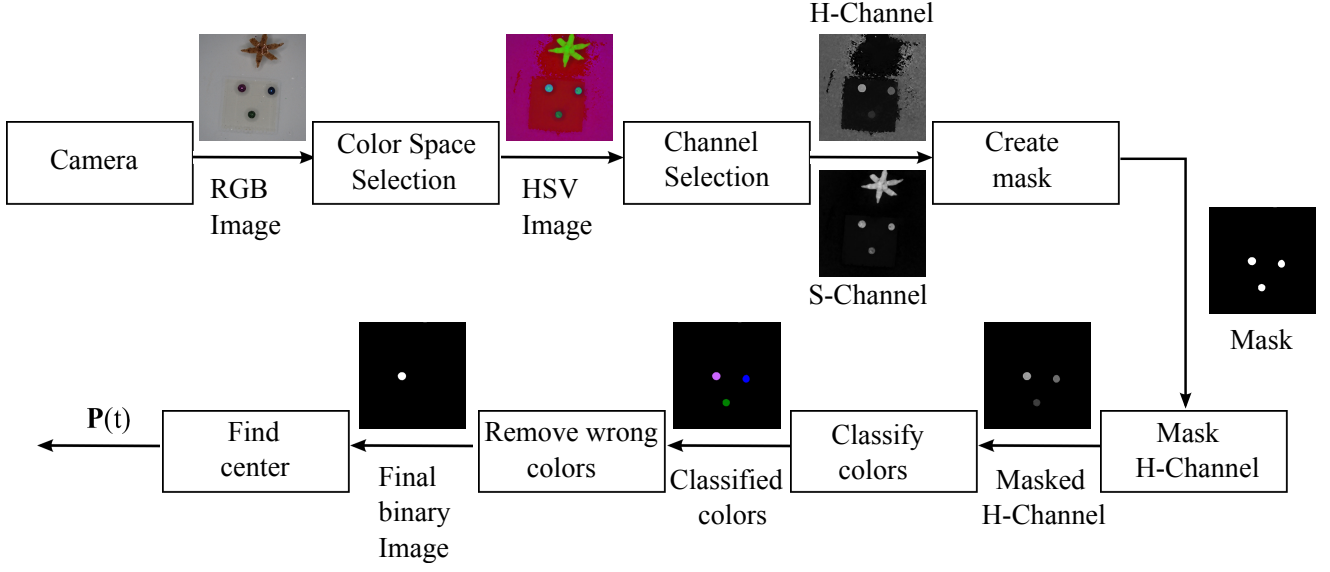 H-Channel
Camera
Color Space
Selection
Channel
Selection
Create
mask
RGB
Image
HSV
Image
S-Channel
Mask
P(t)
Find
center
Remove wrong
colors
Classify
colors
Mask
H-Channel
Final
binary
Image
Classified
colors
Masked
H-Channel